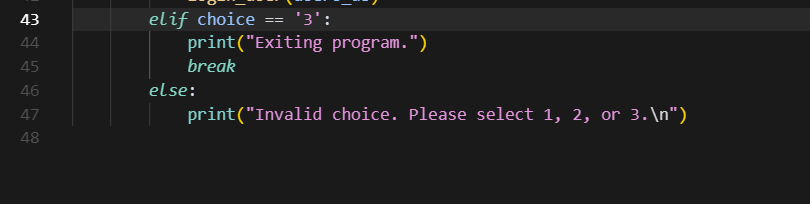 43 elif choice == '3':
44 print("Exiting program.")
45 break
46 else:
47 print("Invalid choice. Please select 1, 2, or 3.\n")
48